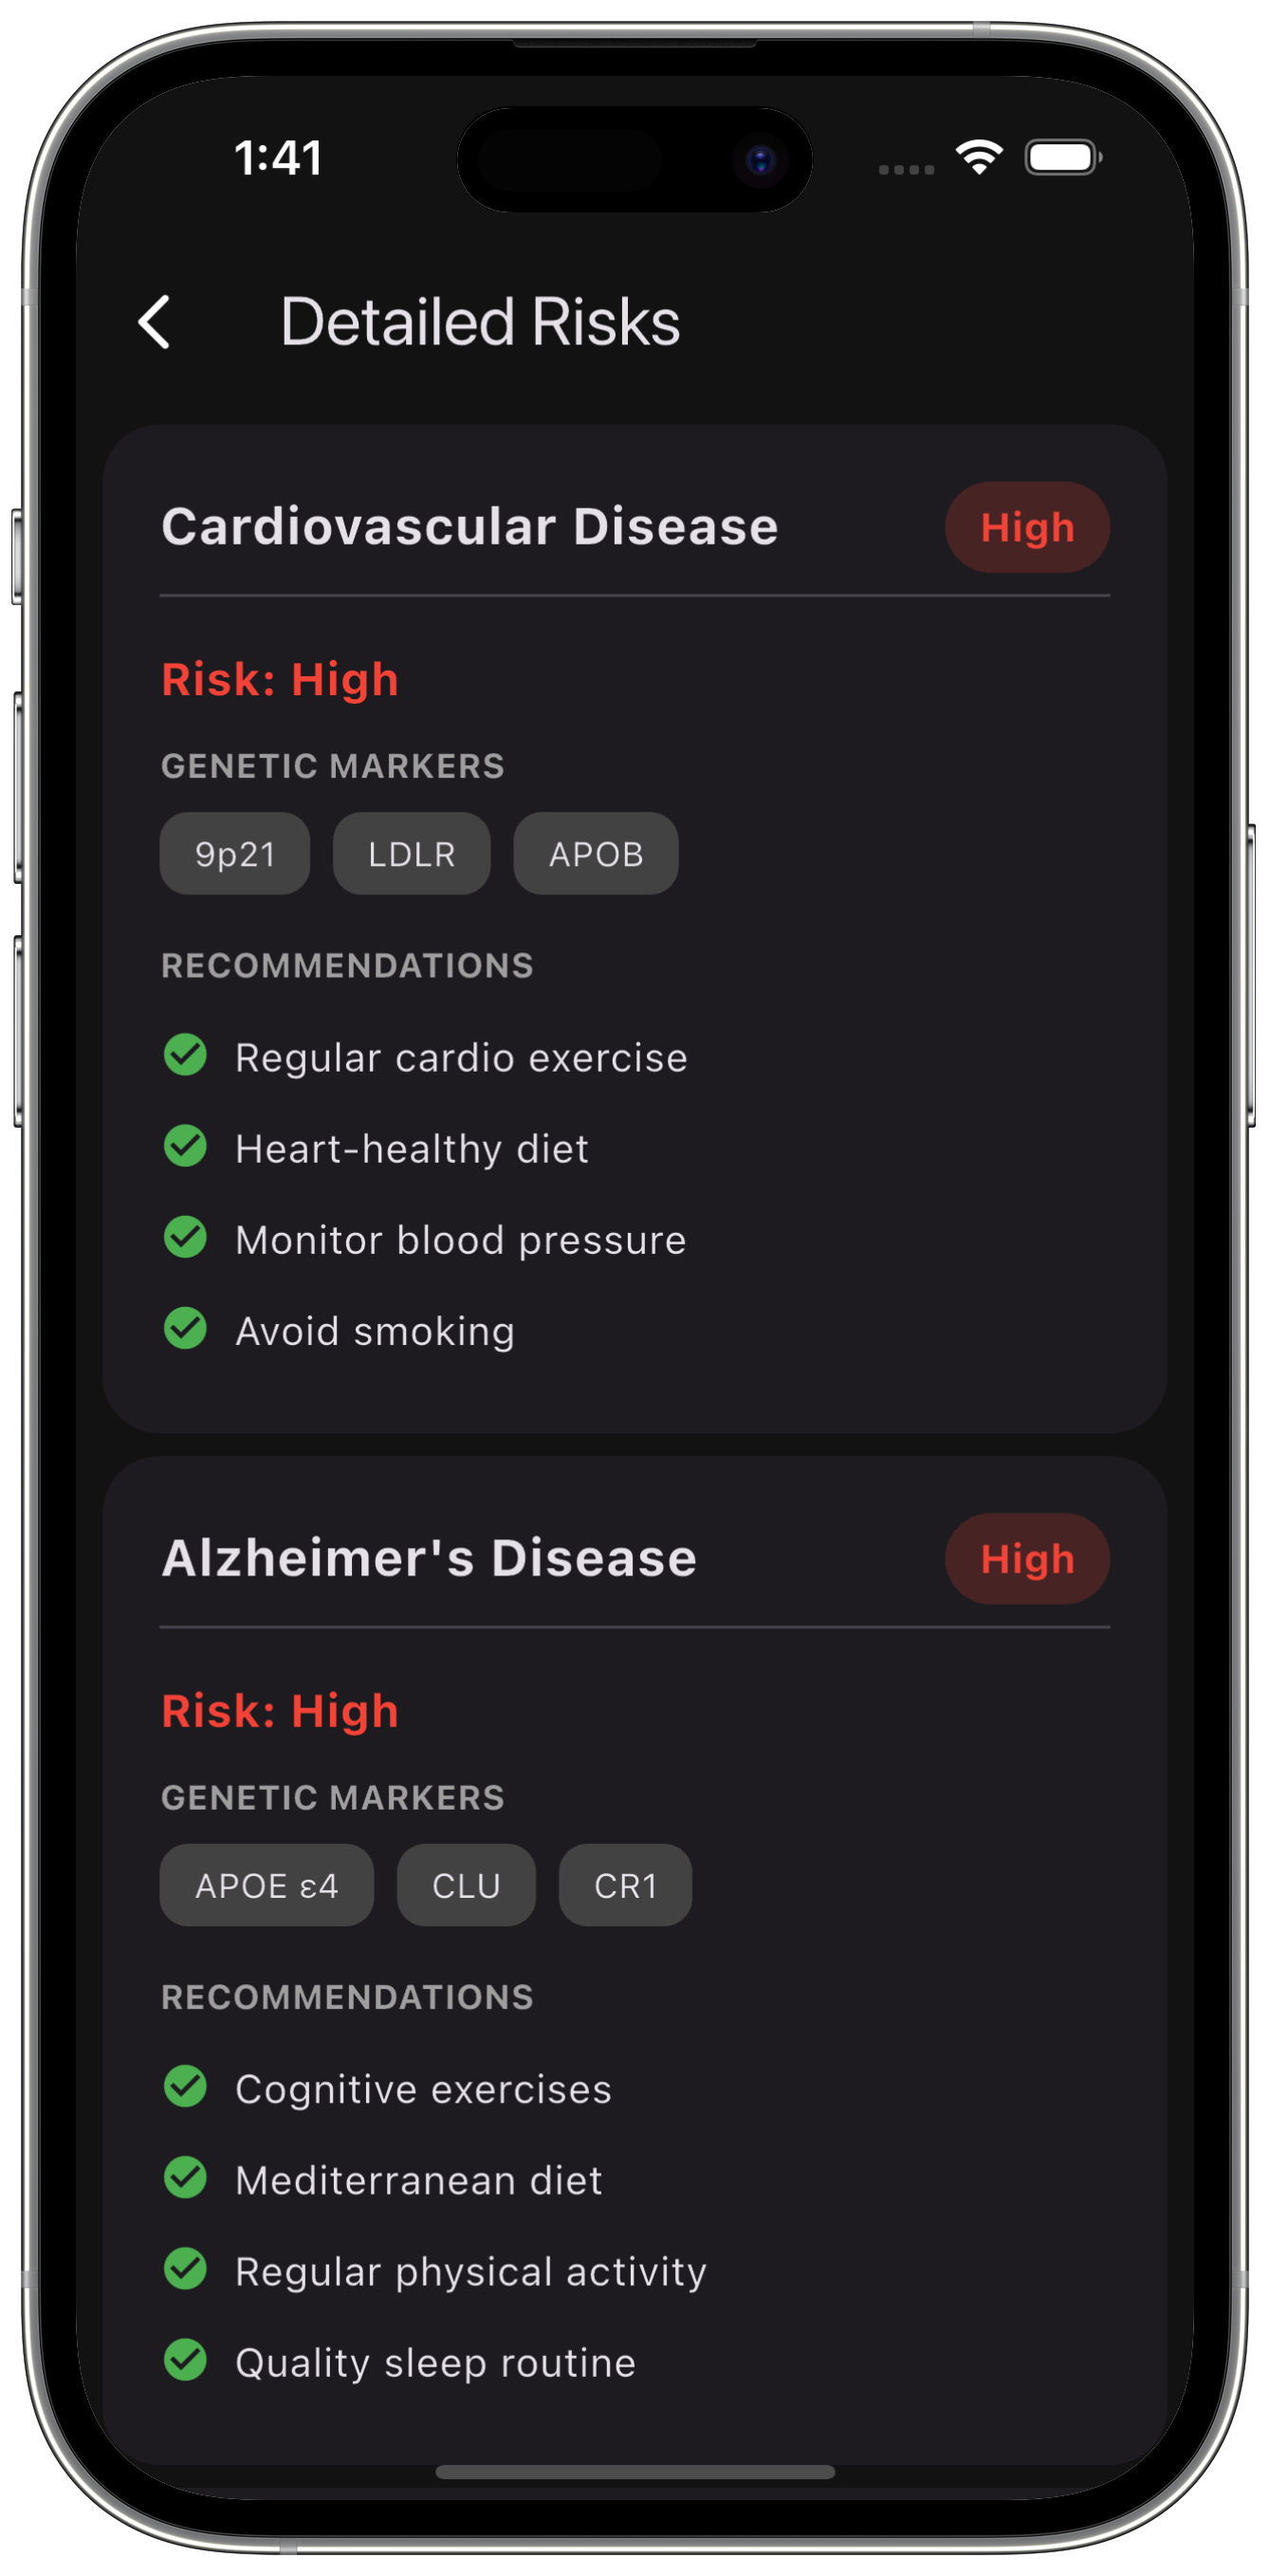 1:41
Detailed Risks
Cardiovascular Disease High
Risk: High
GENETIC MARKERS
9p21 LDLR APOB
RECOMMENDATIONS
Regular cardio exercise
Heart-healthy diet
Monitor blood pressure
Avoid smoking
Alzheimer's Disease High
Risk: High
GENETIC MARKERS
APOE ε4 CLU CR1
RECOMMENDATIONS
Cognitive exercises
Mediterranean diet
Regular physical activity
Quality sleep routine